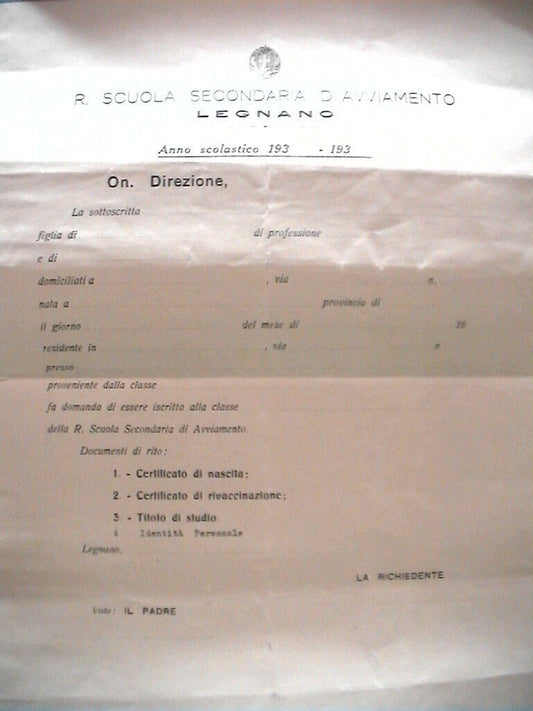 R. SCUOLA SECONDARIA D'AVVIAMENTO
LEGNANO
Anno scolastico 193 - 193
On. Direzione,
La sottoscritta
figlia di di professione
e di
domiciliati a , via n,
nata a provincia di
il giorno del mese di 19
residente in , via n
presso
proveniente dalla classe
fa domanda di essere iscritta alla classe
della R. Scuola Secondaria di Avviamento.
Documenti di rito:
1. - Certificato di nascita;
2. - Certificato di rivaccinazione;
3. - Titolo di studio.
4 Identità Personale
Legnano,
LA RICHIEDENTE
Visto: IL PADRE